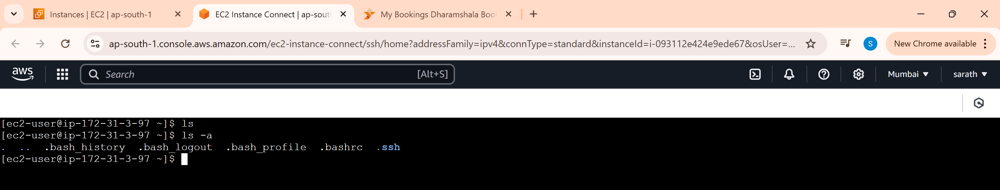 Instances | EC2 | ap-south-1
EC2 Instance Connect | ap-sout
My Bookings Dharamshala Boo
ap-south-1.console.aws.amazon.com/ec2-instance-connect/ssh/home?addressFamily=ipv4&connType=standard&instanceId=i-093112e424e9ede67&osUser=...
S
New Chrome available
aws
Search
[Alt+S]
Mumbai
sarath
[ec2-user@ip-172-31-3-97 ~]$ ls
[ec2-user@ip-172-31-3-97 ~]$ ls -a
. .. .bash_history .bash_logout .bash_profile .bashrc .ssh
[ec2-user@ip-172-31-3-97 ~]$